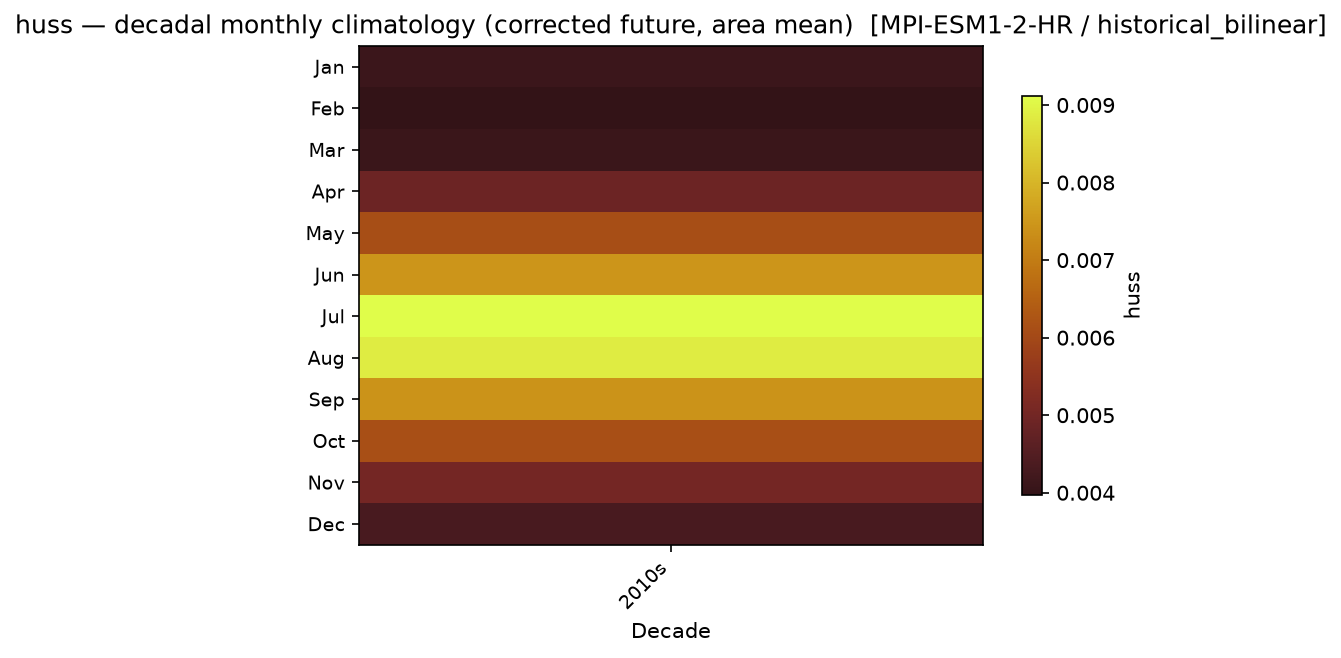 huss — decadal monthly climatology (corrected future, area mean)  [MPI-ESM1-2-HR / historical_bilinear]
Jan
Feb
Mar
Apr
May
Jun
Jul
Aug
Sep
Oct
Nov
Dec
2010s
Decade
0.009
0.008
0.007
0.006
0.005
0.004
huss